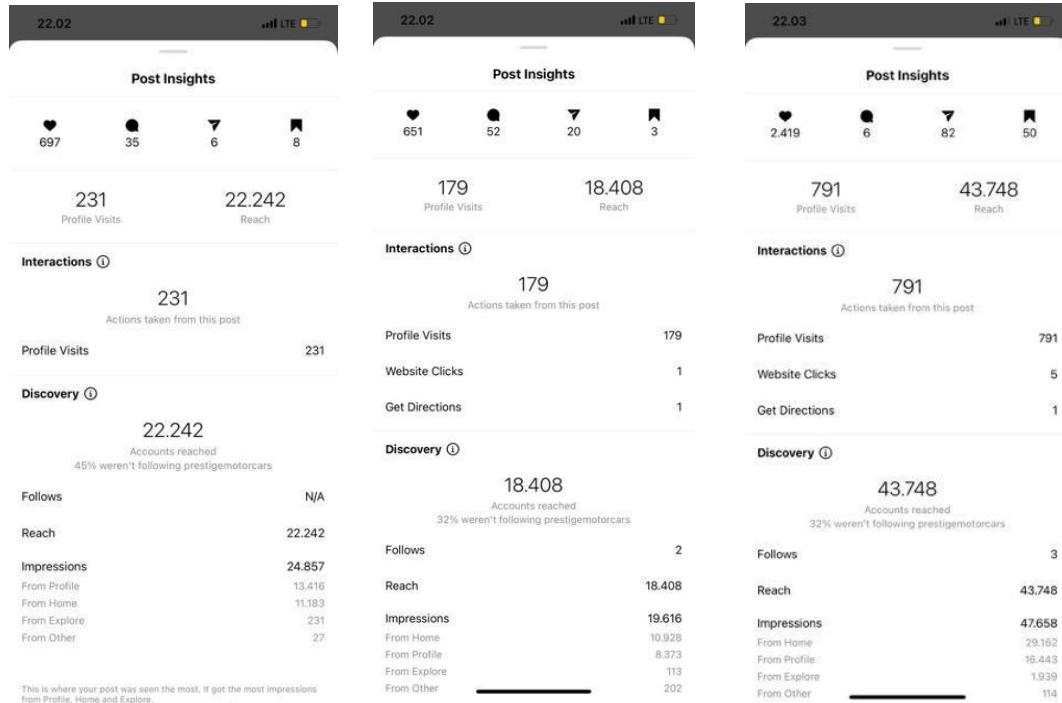 22.02
LTE
Post Insights
697 35 6 8
231 22.242
Profile Visits Reach
Interactions
231
Actions taken from this post
Profile Visits 231
Discovery
22.242
Accounts reached
45% weren't following prestigemotorcars
Follows N/A
Reach 22.242
Impressions 24.857
From Profile 13.416
From Home 11.183
From Explore 231
From Other 27
This is where your post was seen the most. It got the most impressions
from Profile, Home and Explore.
22.02
LTE
Post Insights
651 52 20 3
179 18.408
Profile Visits Reach
Interactions
179
Actions taken from this post
Profile Visits 179
Website Clicks 1
Get Directions 1
Discovery
18.408
Accounts reached
32% weren't following prestigemotorcars
Follows 2
Reach 18.408
Impressions 19.616
From Home 10.928
From Profile 8.373
From Explore 113
From Other 202
22.03
LTE
Post Insights
2.419 6 82 50
791 43.748
Profile Visits Reach
Interactions
791
Actions taken from this post
Profile Visits 791
Website Clicks 5
Get Directions 1
Discovery
43.748
Accounts reached
32% weren't following prestigemotorcars
Follows 3
Reach 43.748
Impressions 47.658
From Home 29.162
From Profile 16.443
From Explore 1.939
From Other 114